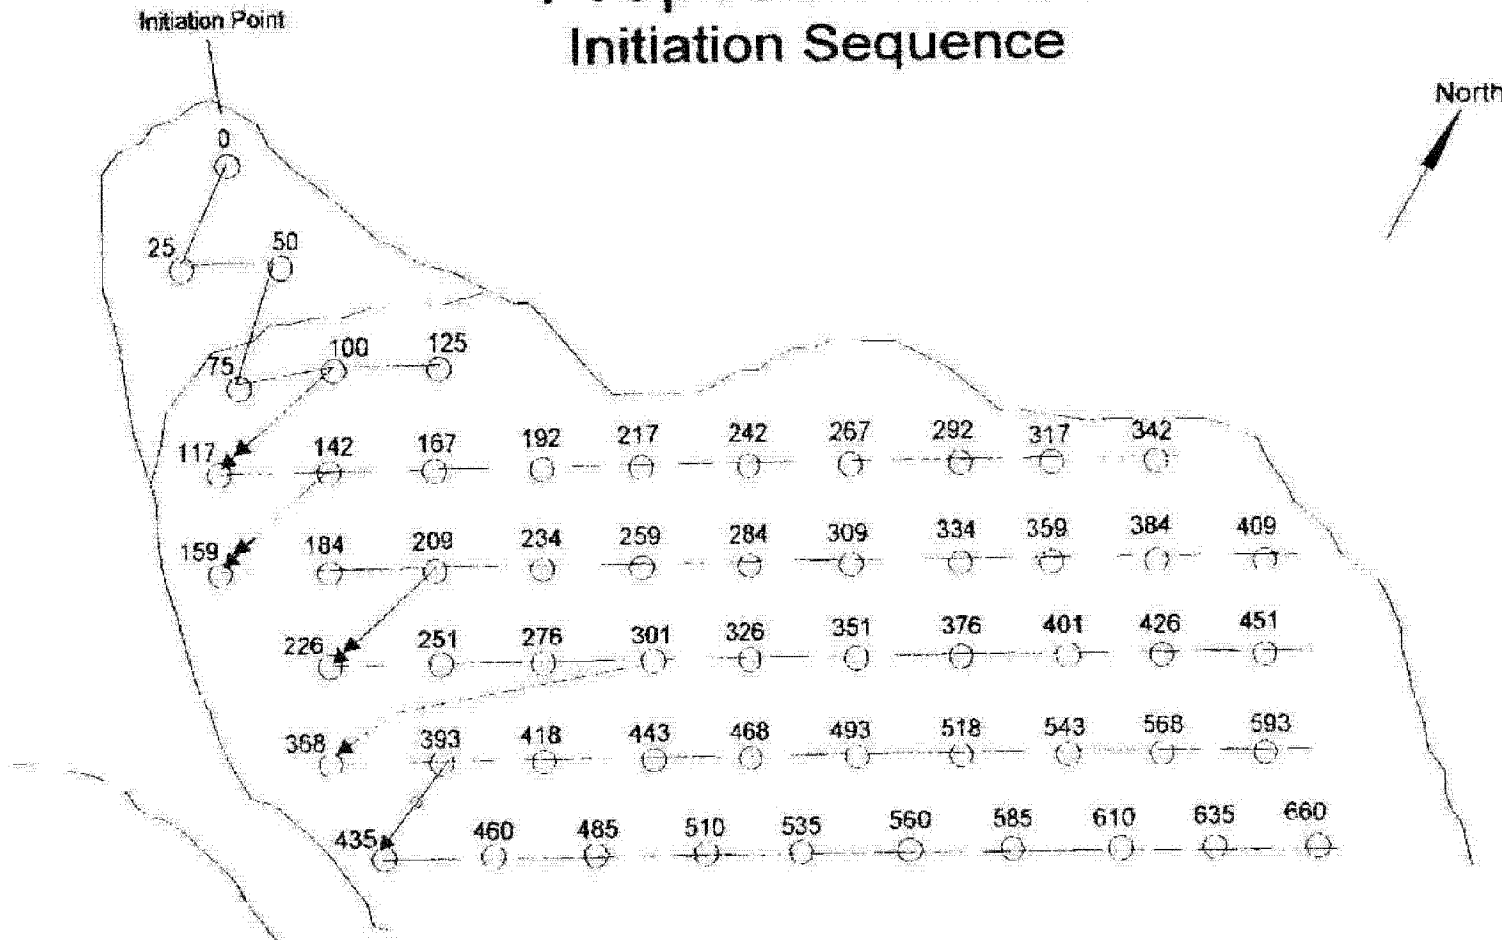 Initiation Point
Initiation Sequence
North
0
25 50
75 100 125
117 142 167 192 217 242 267 292 317 342
159 184 209 234 259 284 309 334 359 384 409
226 251 276 301 326 351 376 401 426 451
368 393 418 443 468 493 518 543 568 593
435 460 485 510 535 560 585 610 635 660